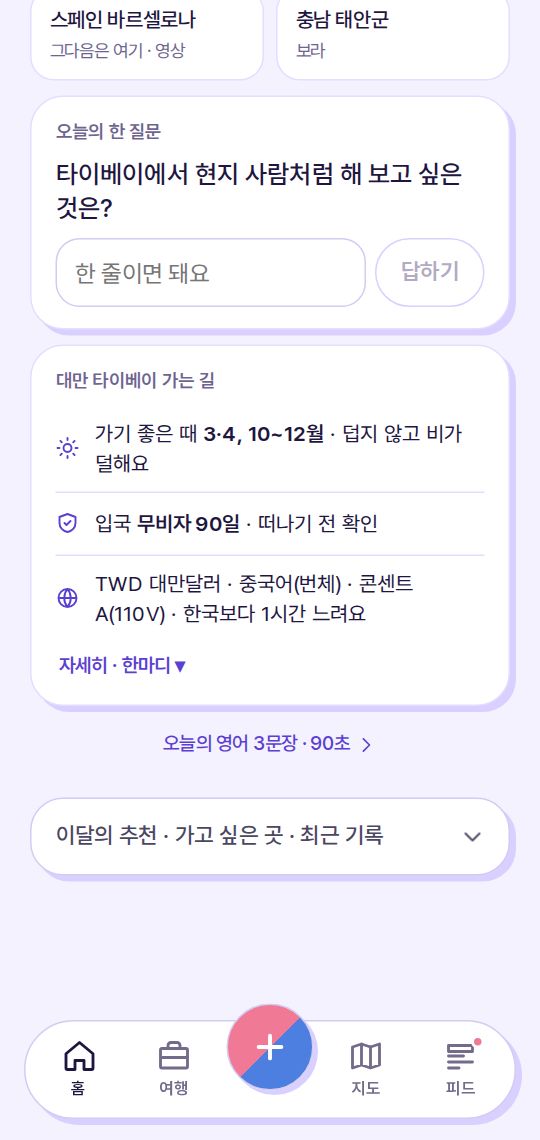 스페인 바르셀로나
그다음은 여기 · 영상
충남 태안군
보라
오늘의 한 질문
타이베이에서 현지 사람처럼 해 보고 싶은
것은?
한 줄이면 돼요
답하기
대만 타이베이 가는 길
가기 좋은 때 3·4, 10~12월 · 덥지 않고 비가
덜해요
입국 무비자 90일 · 떠나기 전 확인
TWD 대만달러 · 중국어(번체) · 콘센트
A(110V) · 한국보다 1시간 느려요
자세히 · 한마디 ▾
오늘의 영어 3문장 · 90초
이달의 추천 · 가고 싶은 곳 · 최근 기록
홈
여행
지도
피드